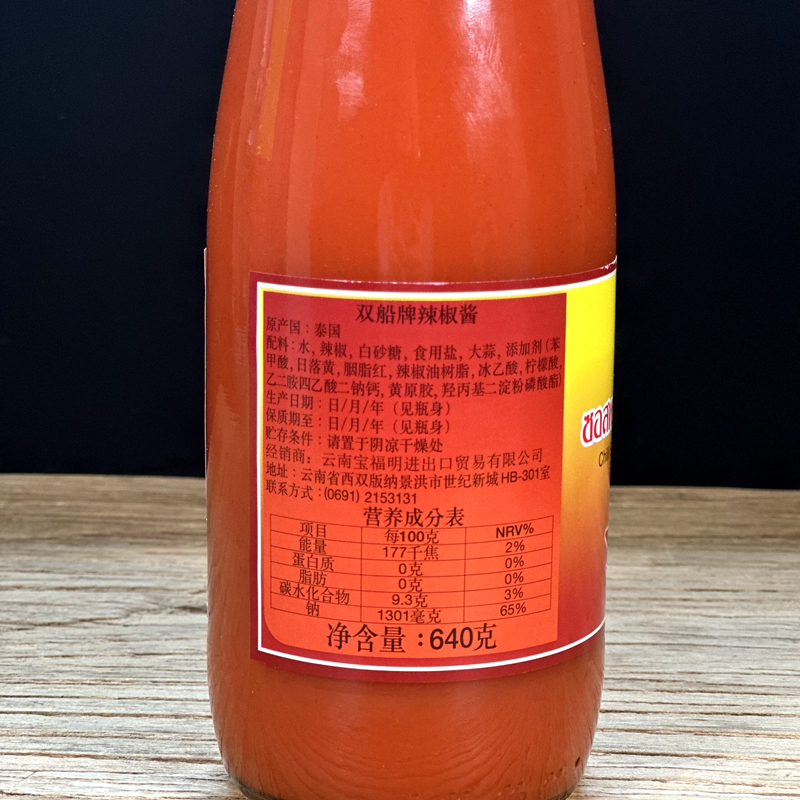 双船牌辣椒酱
原产国：泰国
配料：水, 辣椒, 白砂糖, 食用盐, 大蒜, 添加剂 (苯
甲酸, 日落黄, 胭脂红, 辣椒油树脂, 冰乙酸, 柠檬酸,
乙二胺四乙酸二钠钙, 黄原胶, 羟丙基二淀粉磷酸酯)
生产日期：日/月/年（见瓶身）
保质期至：日/月/年（见瓶身）
贮存条件：请置于阴凉干燥处
经销商：云南宝福明进出口贸易有限公司
地址：云南省西双版纳景洪市世纪新城HB-301室
联系方式：(0691) 2153131
营养成分表
项目 每100克 NRV%
能量 177千焦 2%
蛋白质 0克 0%
脂肪 0克 0%
碳水化合物 9.3克 3%
钠 1301毫克 65%
净含量：640克
ซอส
Chi